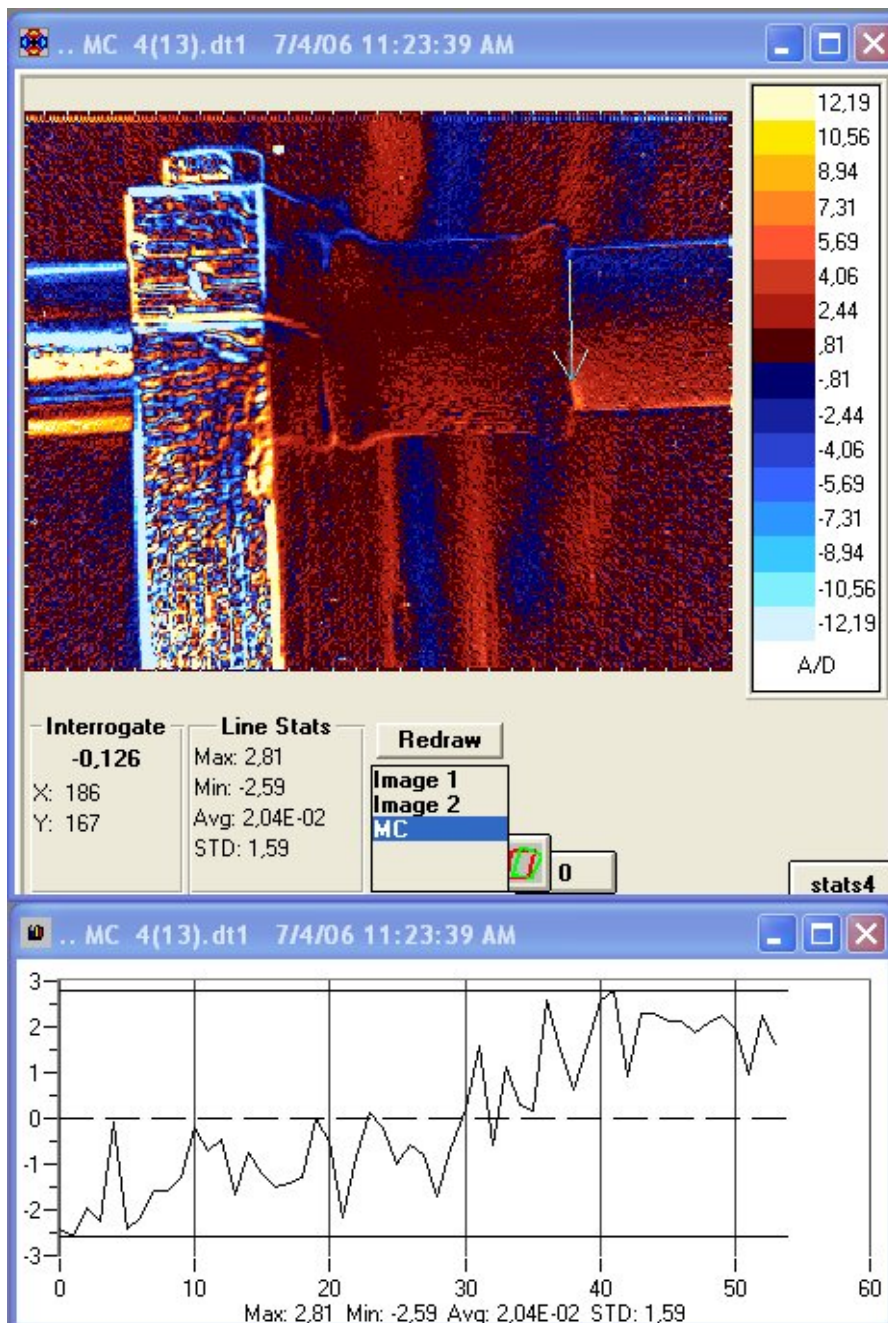 .. MC 4(13).dt1 7/4/06 11:23:39 AM
12,19
10,56
8,94
7,31
5,69
4,06
2,44
,81
-,81
-2,44
-4,06
-5,69
-7,31
-8,94
-10,56
-12,19
A/D
Interrogate
-0,126
X: 186
Y: 167
Line Stats
Max: 2,81
Min: -2,59
Avg: 2,04E-02
STD: 1,59
Redraw
Image 1
Image 2
MC
0
stats4
.. MC 4(13).dt1 7/4/06 11:23:39 AM
3
2
1
0
-1
-2
-3
0 10 20 30 40 50 60
Max: 2,81 Min: -2,59 Avg: 2,04E-02 STD: 1,59